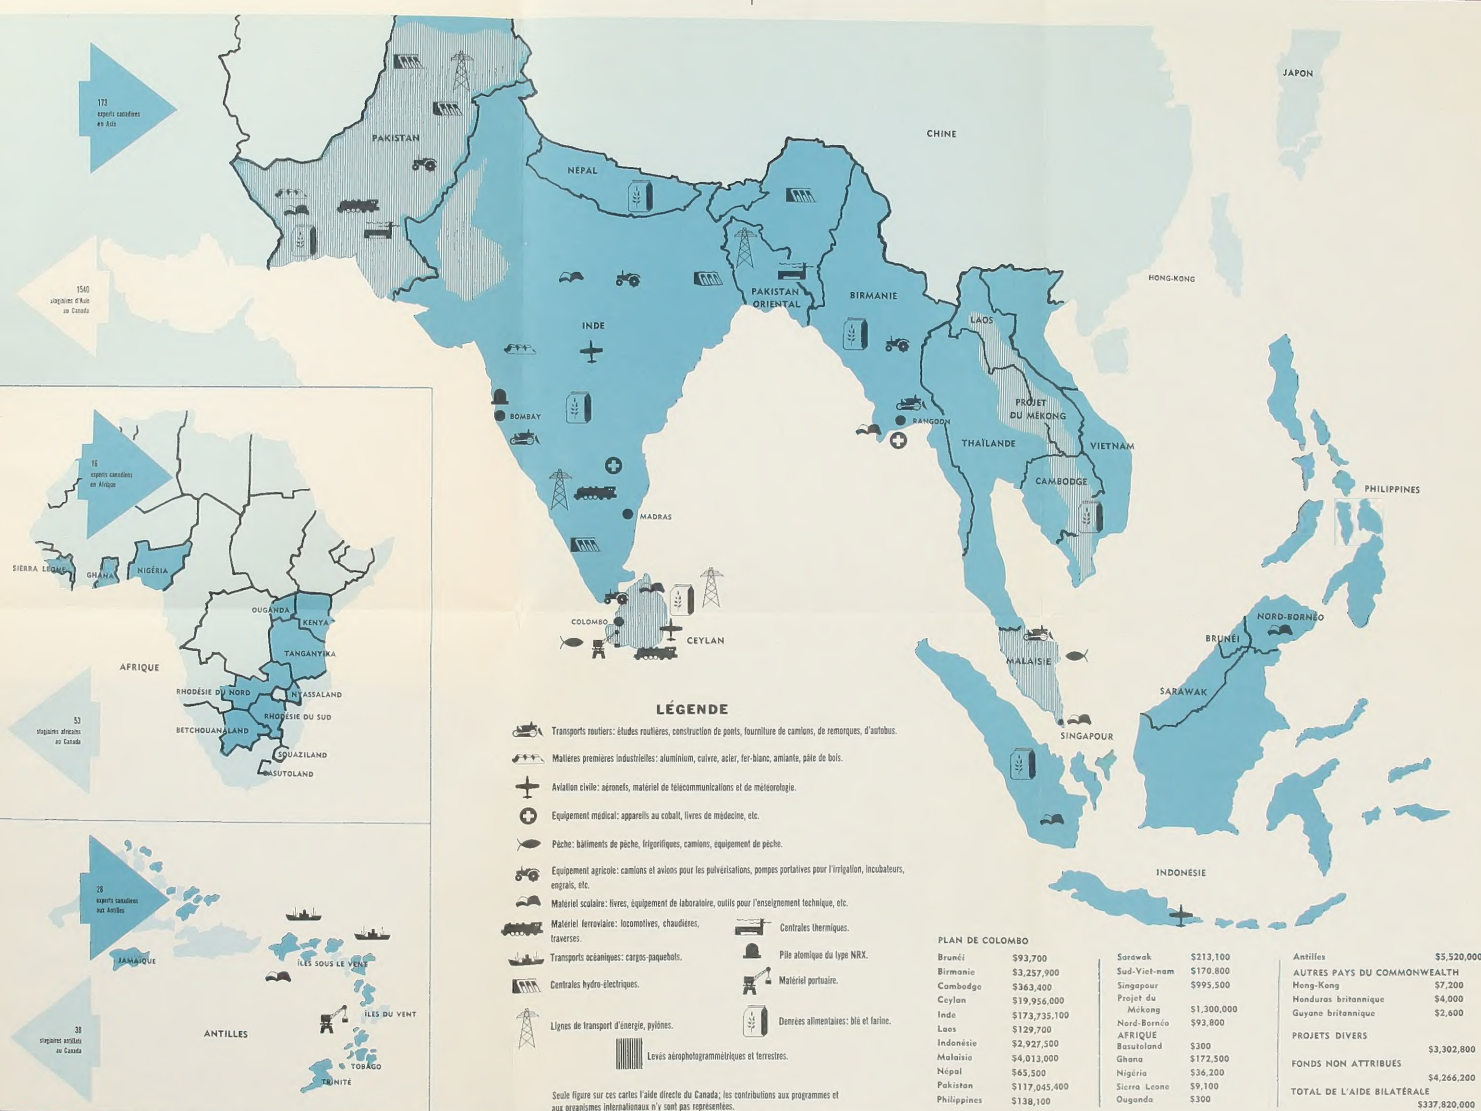 173
experts canadiens
en Asie
1540
stagiaires d'Asie
au Canada
PAKISTAN
NÉPAL
CHINE
JAPON
HONG-KONG
PAKISTAN
ORIENTAL
BIRMANIE
LAOS
INDE
BOMBAY
MADRAS
RANGOON
PROJET
DU MÉKONG
THAÏLANDE
VIETNAM
CAMBODGE
PHILIPPINES
COLOMBO
CEYLAN
MALAISIE
SINGAPOUR
BRUNÉI
NORD-BORNÉO
SARAWAK
INDONÉSIE
16
experts canadiens
en Afrique
SIERRA LEONE
GHANA
NIGÉRIA
OUGANDA
KENYA
TANGANYIKA
AFRIQUE
RHODÉSIE DU NORD
NYASSALAND
RHODÉSIE DU SUD
BETCHOUANALAND
SOUAZILAND
BASUTOLAND
53
stagiaires africains
au Canada
28
experts canadiens
aux Antilles
JAMAÏQUE
ÎLES SOUS LE VENT
ÎLES DU VENT
ANTILLES
TOBAGO
TRINITÉ
38
stagiaires antillais
au Canada
LÉGENDE
Transports routiers: études routières, construction de ponts, fourniture de camions, de remorques, d'autobus.
Matières premières industrielles: aluminium, cuivre, acier, fer-blanc, amiante, pâte de bois.
Aviation civile: aéronefs, matériel de télécommunications et de météorologie.
Equipement médical: appareils au cobalt, livres de médecine, etc.
Pêche: bâtiments de pêche, frigorifiques, camions, équipement de pêche.
Equipement agricole: camions et avions pour les pulvérisations, pompes portatives pour l'irrigation, incubateurs,
engrais, etc.
Matériel scolaire: livres, équipement de laboratoire, outils pour l'enseignement technique, etc.
Matériel ferroviaire: locomotives, chaudières,
traverses.
Transports océaniques: cargos-paquebots.
Centrales hydro-électriques.
Lignes de transport d'énergie, pylônes.
Centrales thermiques.
Pile atomique du type NRX.
Matériel portuaire.
Denrées alimentaires: blé et farine.
Levés aérophotogrammétriques et terrestres.
Seule figure sur ces cartes l'aide directe du Canada; les contributions au programmes et
aux organismes internationaux n'y sont pas représentées.
PLAN DE COLOMBO
Brunéi $93,700
Birmanie $3,257,900
Cambodge $363,400
Ceylan $19,956,000
Inde $173,735,100
Laos $129,700
Indonésie $2,927,500
Malaisie $4,013,000
Népal $65,500
Pakistan $117,045,400
Philippines $138,100
Sarawak $213,100
Sud-Viet-nam $170.800
Singapour $995,500
Projet du
Mékong $1,300,000
Nord-Bornéo $93,800
AFRIQUE
Basutoland $300
Ghana $172,500
Nigéria $36,200
Sierra Leone $9,100
Ouganda $300
Antilles $5,520,000
AUTRES PAYS DU COMMONWEALTH
Hong-Kong $7,200
Honduras britannique $4,000
Guyane britannique $2,600
PROJETS DIVERS
$3,302,800
FONDS NON ATTRIBUES
$4,266,200
TOTAL DE L'AIDE BILATÉRALE
$337,820,000